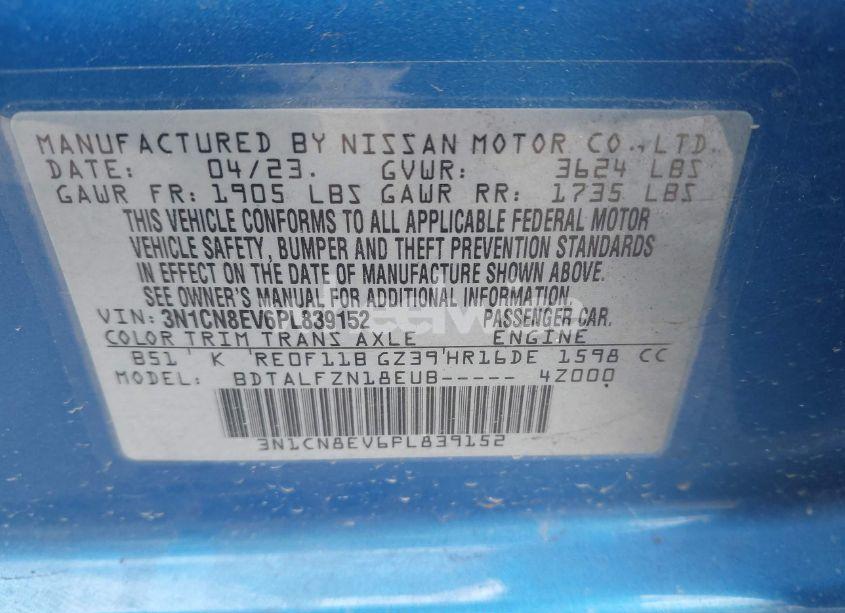 MANUFACTURED BY NISSAN MOTOR CO., LTD.
DATE: 04/23. GVWR: 3624 LBS
GAWR FR: 1905 LBS GAWR RR: 1735 LBS
THIS VEHICLE CONFORMS TO ALL APPLICABLE FEDERAL MOTOR
VEHICLE SAFETY, BUMPER AND THEFT PREVENTION STANDARDS
IN EFFECT ON THE DATE OF MANUFACTURE SHOWN ABOVE.
SEE OWNER'S MANUAL FOR ADDITIONAL INFORMATION.
VIN: 3N1CN8EV6PL839152 PASSENGER CAR.
COLOR TRIM TRANS AXLE ENGINE
B51' K 'RE0F11B GZ39'HR16DE 1598 CC
MODEL: BDTALFZN18EUB----- 4Z000
3N1CN8EV6PL839152